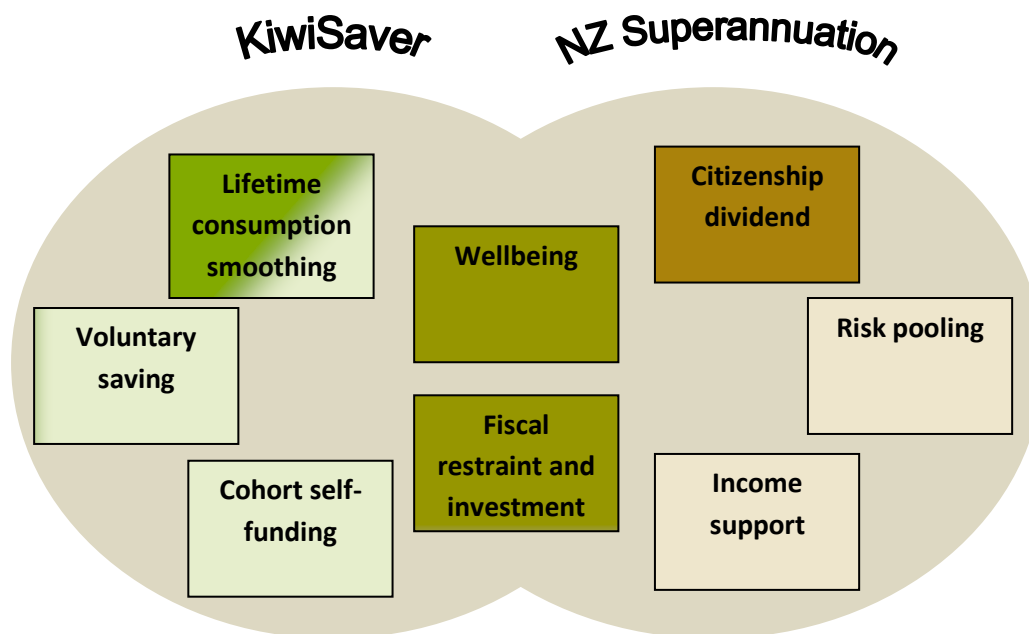 KiwiSaver
NZ Superannuation
Lifetime
consumption
smoothing
Citizenship
dividend
Wellbeing
Voluntary
saving
Risk pooling
Fiscal
restraint and
investment
Cohort self-
funding
Income
support